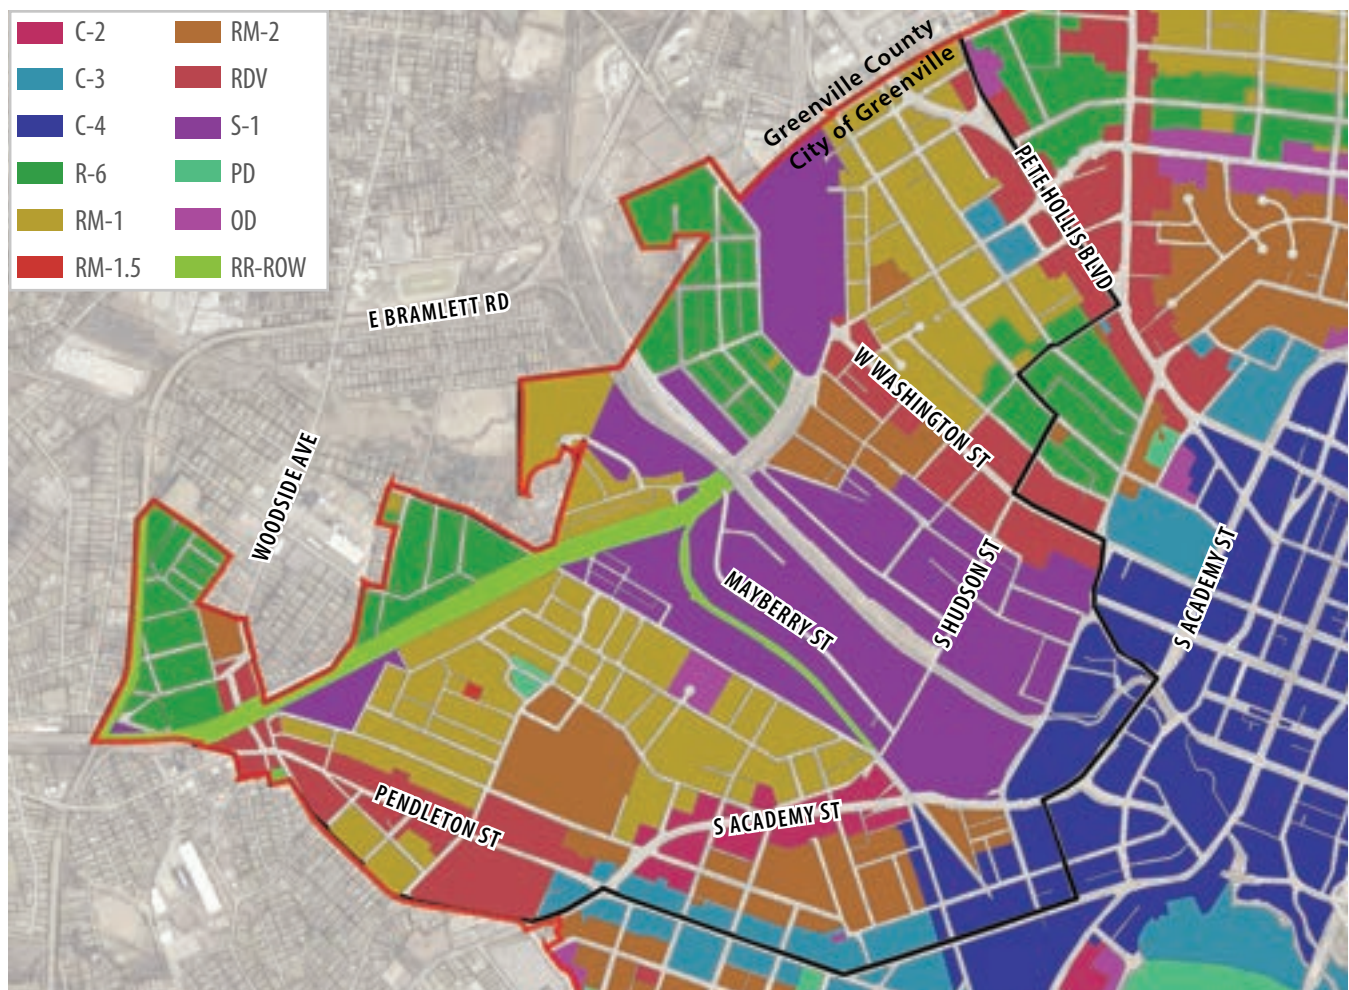 C-2
RM-2
C-3
RDV
C-4
S-1
R-6
PD
RM-1
OD
RM-1.5
RR-ROW
Greenville County
City of Greenville
PETE HOLLIS BLVD
E BRAMLETT RD
W WASHINGTON ST
WOODSIDE AVE
S HUDSON ST
S ACADEMY ST
MAYBERRY ST
PENDLETON ST
S ACADEMY ST